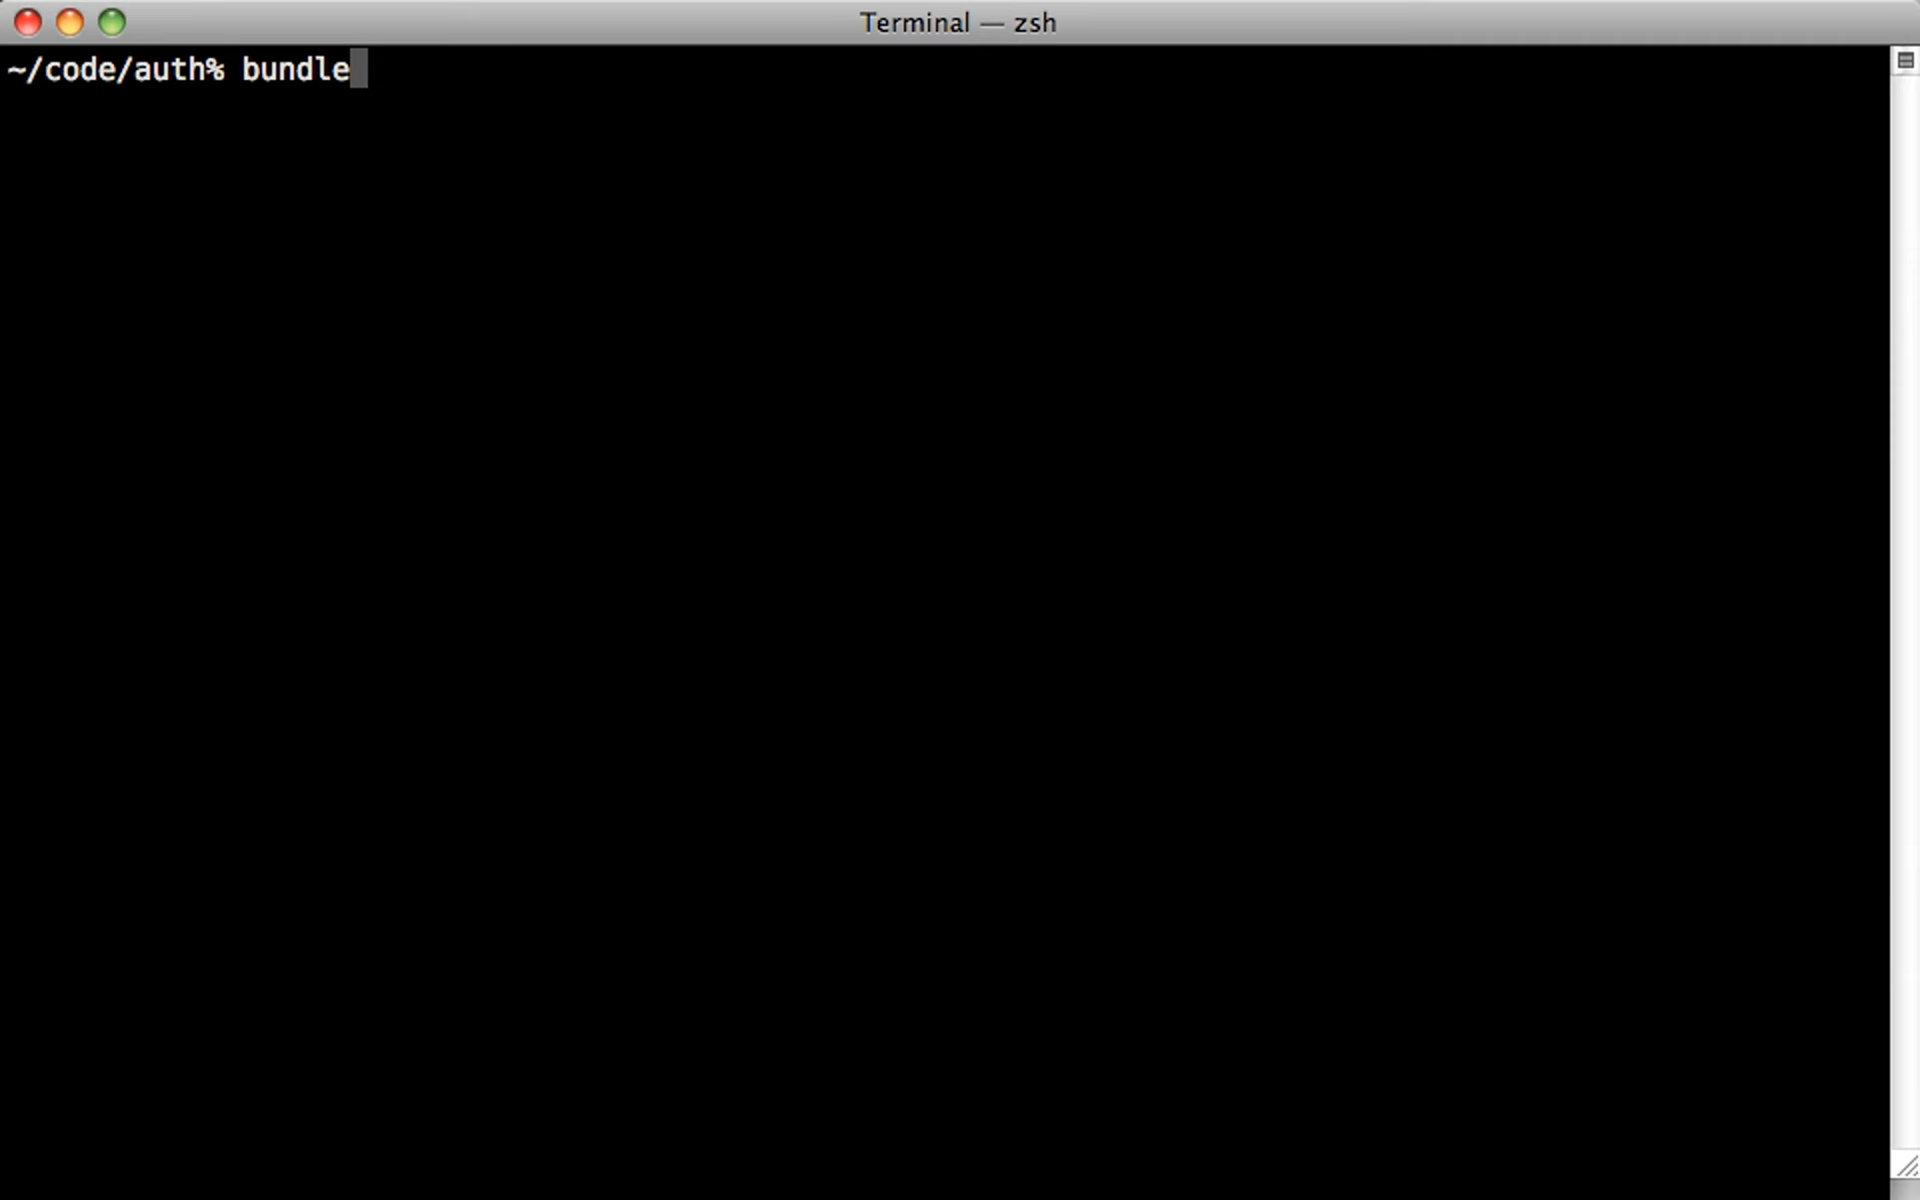 Terminal — zsh
~/code/auth% bundle